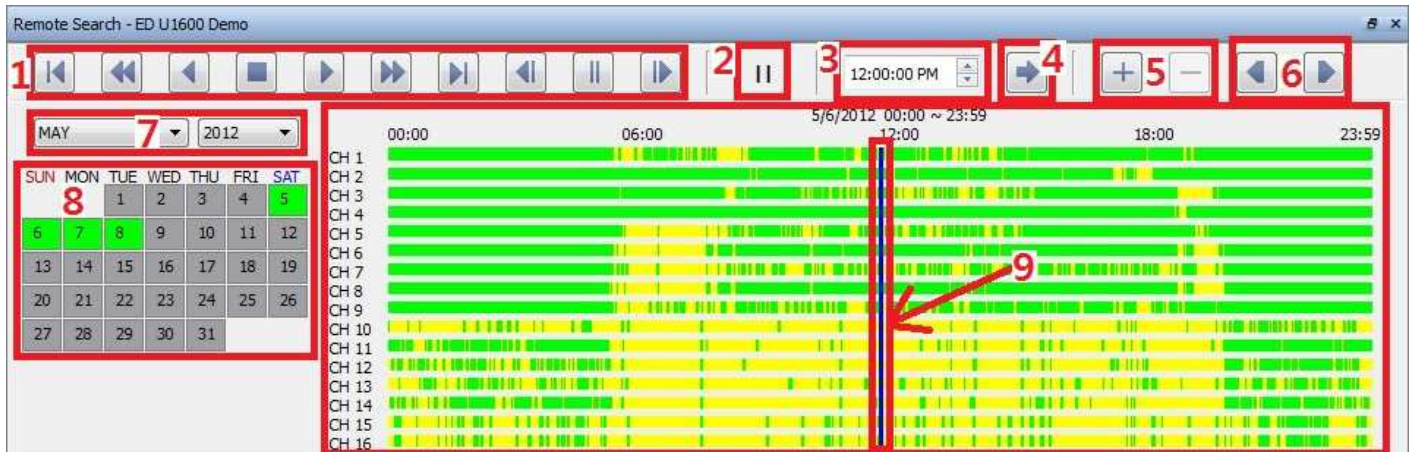 Remote Search - ED U1600 Demo
1 2 3 12:00:00 PM 4 5 6
MAY 7 2012
5/6/2012 00:00 ~ 23:59
00:00 06:00 12:00 18:00 23:59
SUN MON TUE WED THU FRI SAT
8 1 2 3 4 5
6 7 8 9 10 11 12
13 14 15 16 17 18 19
20 21 22 23 24 25 26
27 28 29 30 31
CH 1
CH 2
CH 3
CH 4
CH 5
CH 6
CH 7
CH 8
CH 9
CH 10
CH 11
CH 12
CH 13
CH 14
CH 15
CH 16
9